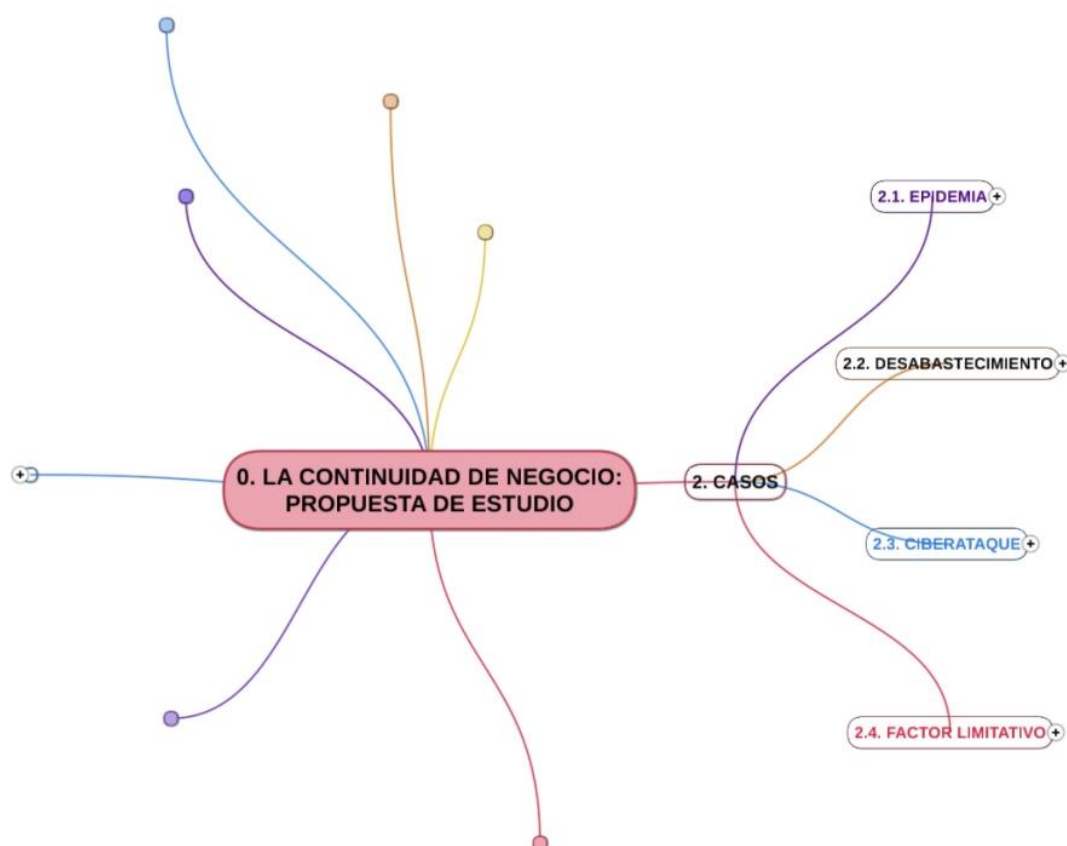 0. LA CONTINUIDAD DE NEGOCIO:
PROPUESTA DE ESTUDIO
2. CASOS
2.1. EPIDEMIA
2.2. DESABASTECIMIENTO
2.3. CIBERATAQUE
2.4. FACTOR LIMITATIVO